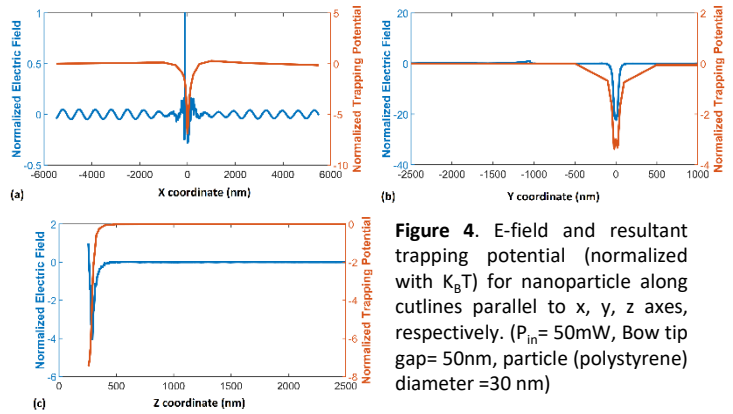 1
0.5
0
-0.5
5
0
-5
-10
-6000 -4000 -2000 0 2000 4000 6000
Normalized Electric Field
Normalized Trapping Potential
X coordinate (nm)
(a)
20
0
-20
-40
2
0
-2
-4
-2500 -2000 -1500 -1000 -500 0 500 1000
Normalized Electric Field
Normalized Trapping Potential
Y coordinate (nm)
(b)
2
0
-2
-4
-6
0
-2
-4
-6
-8
0 500 1000 1500 2000 2500
Normalized Electric Field
Normalized Trapping Potential
Z coordinate (nm)
(c)
Figure 4. E-field and resultant
trapping potential (normalized
with K_BT) for nanoparticle along
cutlines parallel to x, y, z axes,
respectively. (P_in= 50mW, Bow tip
gap= 50nm, particle (polystyrene)
diameter =30 nm)